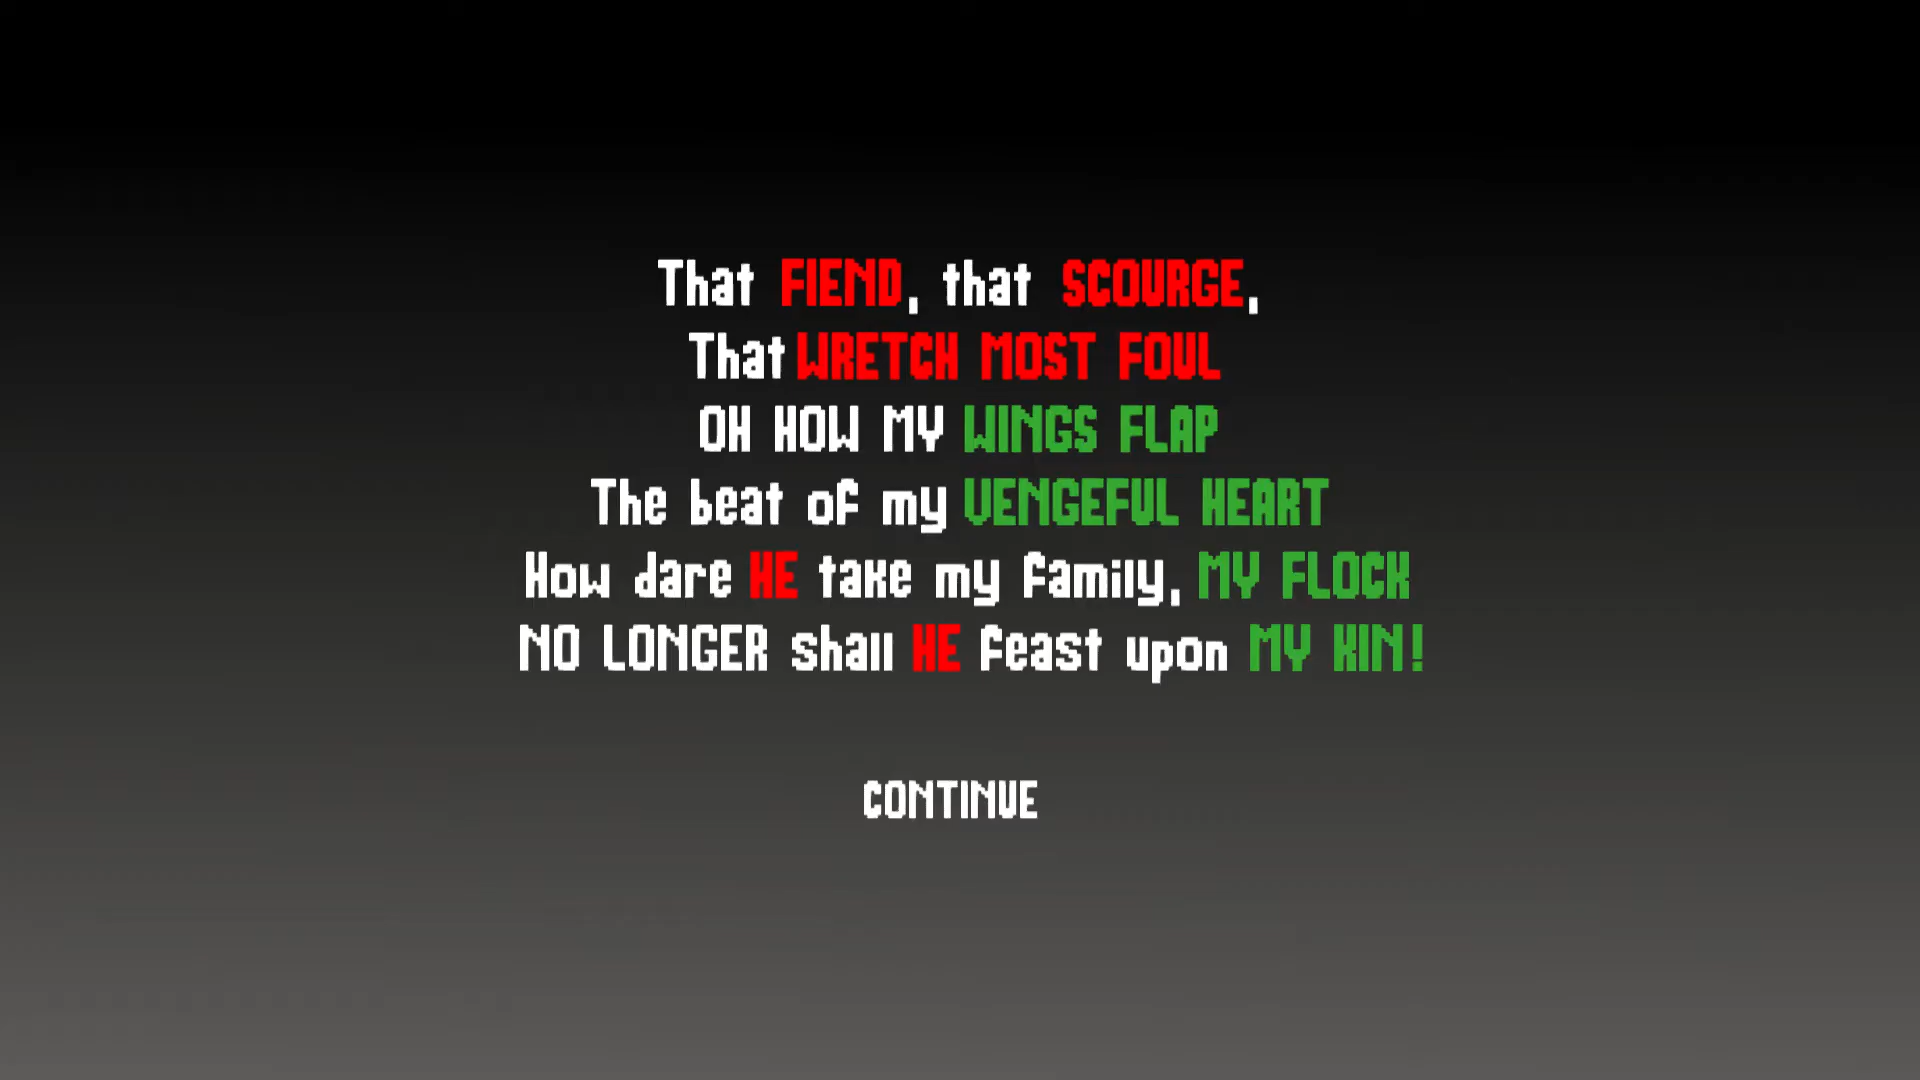 That FIEND, that SCOURGE,
That WRETCH MOST FOUL
OH HOW MY WINGS FLAP
The beat of my VENGEFUL HEART
How dare HE take my family, MY FLOCK
NO LONGER shall HE feast upon MY KIN!
CONTINUE